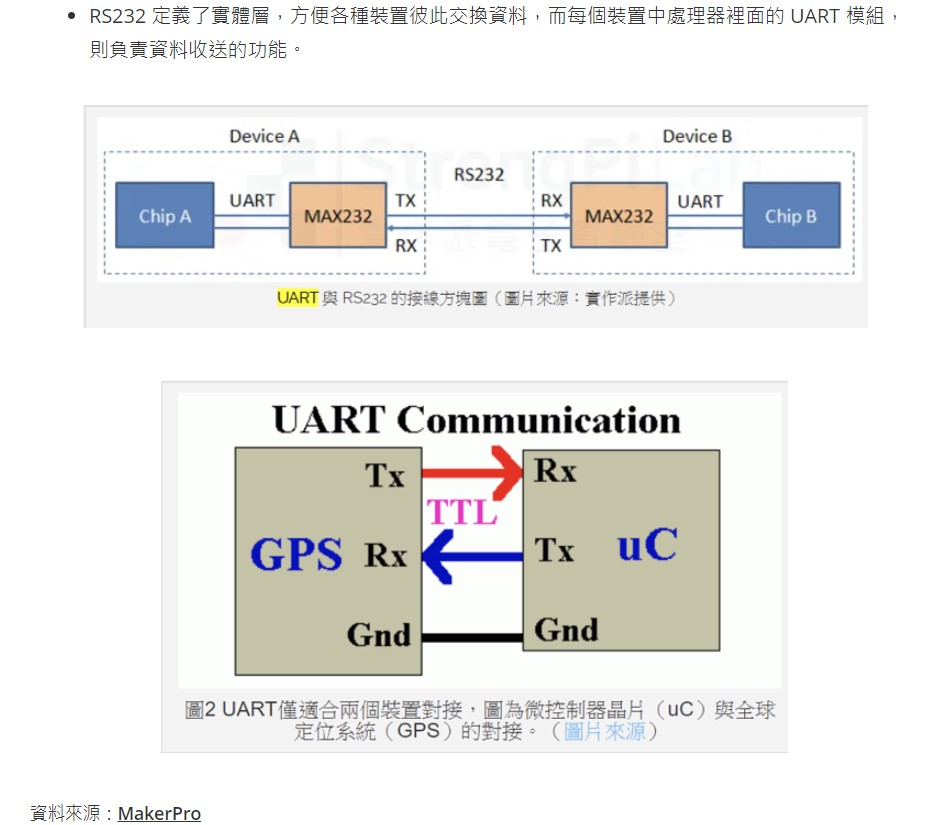 RS232 定義了實體層，方便各種裝置彼此交換資料，而每個裝置中處理器裡面的 UART 模組，
則負責資料收送的功能。
Device A
Device B
RS232
Chip A
UART
MAX232
TX
RX
RX
TX
MAX232
UART
Chip B
StrongPi Lab
UART 與 RS232 的接線方塊圖（圖片來源：實作派提供）
UART Communication
Tx
Rx
TTL
GPS
Rx
Tx
uC
Gnd
Gnd
圖2 UART僅適合兩個裝置對接，圖為微控制器晶片（uC）與全球
定位系統（GPS）的對接。（圖片來源）
資料來源：MakerPro